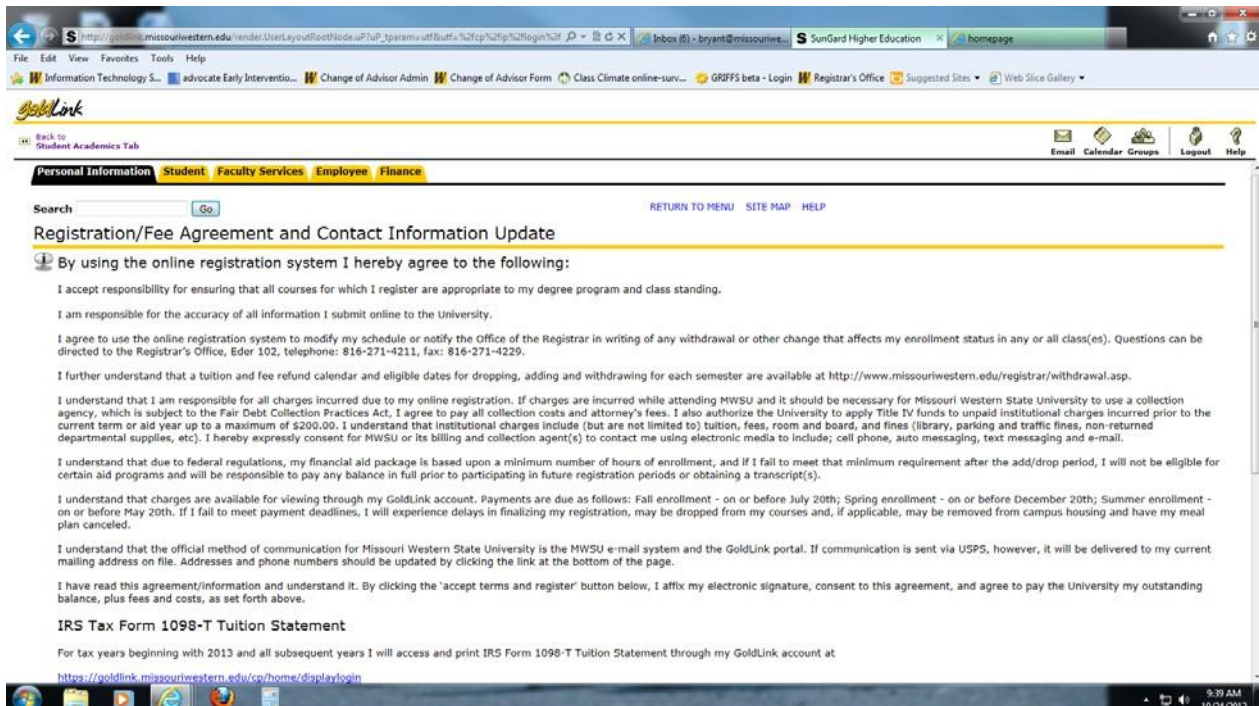 http://goldlink.missouriwestern.edu/render.UserLayoutRootNode.uP?uP_tparam=utf&utf=%2fcp%2fip%2flogin%2f
Inbox (6) - bryant@missouriwe...
SunGard Higher Education
homepage
File Edit View Favorites Tools Help
Information Technology S... advocate Early Interventio... Change of Advisor Admin Change of Advisor Form Class Climate online-surv... GRIFFS beta - Login Registrar's Office Suggested Sites Web Slice Gallery
goldLink
Back to
Student Academics Tab
Email Calendar Groups Logout Help
Personal Information Student Faculty Services Employee Finance
Search Go RETURN TO MENU SITE MAP HELP
Registration/Fee Agreement and Contact Information Update
By using the online registration system I hereby agree to the following:
I accept responsibility for ensuring that all courses for which I register are appropriate to my degree program and class standing.
I am responsible for the accuracy of all information I submit online to the University.
I agree to use the online registration system to modify my schedule or notify the Office of the Registrar in writing of any withdrawal or other change that affects my enrollment status in any or all class(es). Questions can be
directed to the Registrar's Office, Eder 102, telephone: 816-271-4211, fax: 816-271-4229.
I further understand that a tuition and fee refund calendar and eligible dates for dropping, adding and withdrawing for each semester are available at http://www.missouriwestern.edu/registrar/withdrawal.asp.
I understand that I am responsible for all charges incurred due to my online registration. If charges are incurred while attending MWSU and it should be necessary for Missouri Western State University to use a collection
agency, which is subject to the Fair Debt Collection Practices Act, I agree to pay all collection costs and attorney's fees. I also authorize the University to apply Title IV funds to unpaid institutional charges incurred prior to the
current term or aid year up to a maximum of $200.00. I understand that institutional charges include (but are not limited to) tuition, fees, room and board, and fines (library, parking and traffic fines, non-returned
departmental supplies, etc). I hereby expressly consent for MWSU or its billing and collection agent(s) to contact me using electronic media to include; cell phone, auto messaging, text messaging and e-mail.
I understand that due to federal regulations, my financial aid package is based upon a minimum number of hours of enrollment, and if I fail to meet that minimum requirement after the add/drop period, I will not be eligible for
certain aid programs and will be responsible to pay any balance in full prior to participating in future registration periods or obtaining a transcript(s).
I understand that charges are available for viewing through my GoldLink account. Payments are due as follows: Fall enrollment - on or before July 20th; Spring enrollment - on or before December 20th; Summer enrollment -
on or before May 20th. If I fail to meet payment deadlines, I will experience delays in finalizing my registration, may be dropped from my courses and, if applicable, may be removed from campus housing and have my meal
plan canceled.
I understand that the official method of communication for Missouri Western State University is the MWSU e-mail system and the GoldLink portal. If communication is sent via USPS, however, it will be delivered to my current
mailing address on file. Addresses and phone numbers should be updated by clicking the link at the bottom of the page.
I have read this agreement/information and understand it. By clicking the 'accept terms and register' button below, I affix my electronic signature, consent to this agreement, and agree to pay the University my outstanding
balance, plus fees and costs, as set forth above.
IRS Tax Form 1098-T Tuition Statement
For tax years beginning with 2013 and all subsequent years I will access and print IRS Form 1098-T Tuition Statement through my GoldLink account at
https://goldlink.missouriwestern.edu/cp/home/displaylogin
9:39 AM